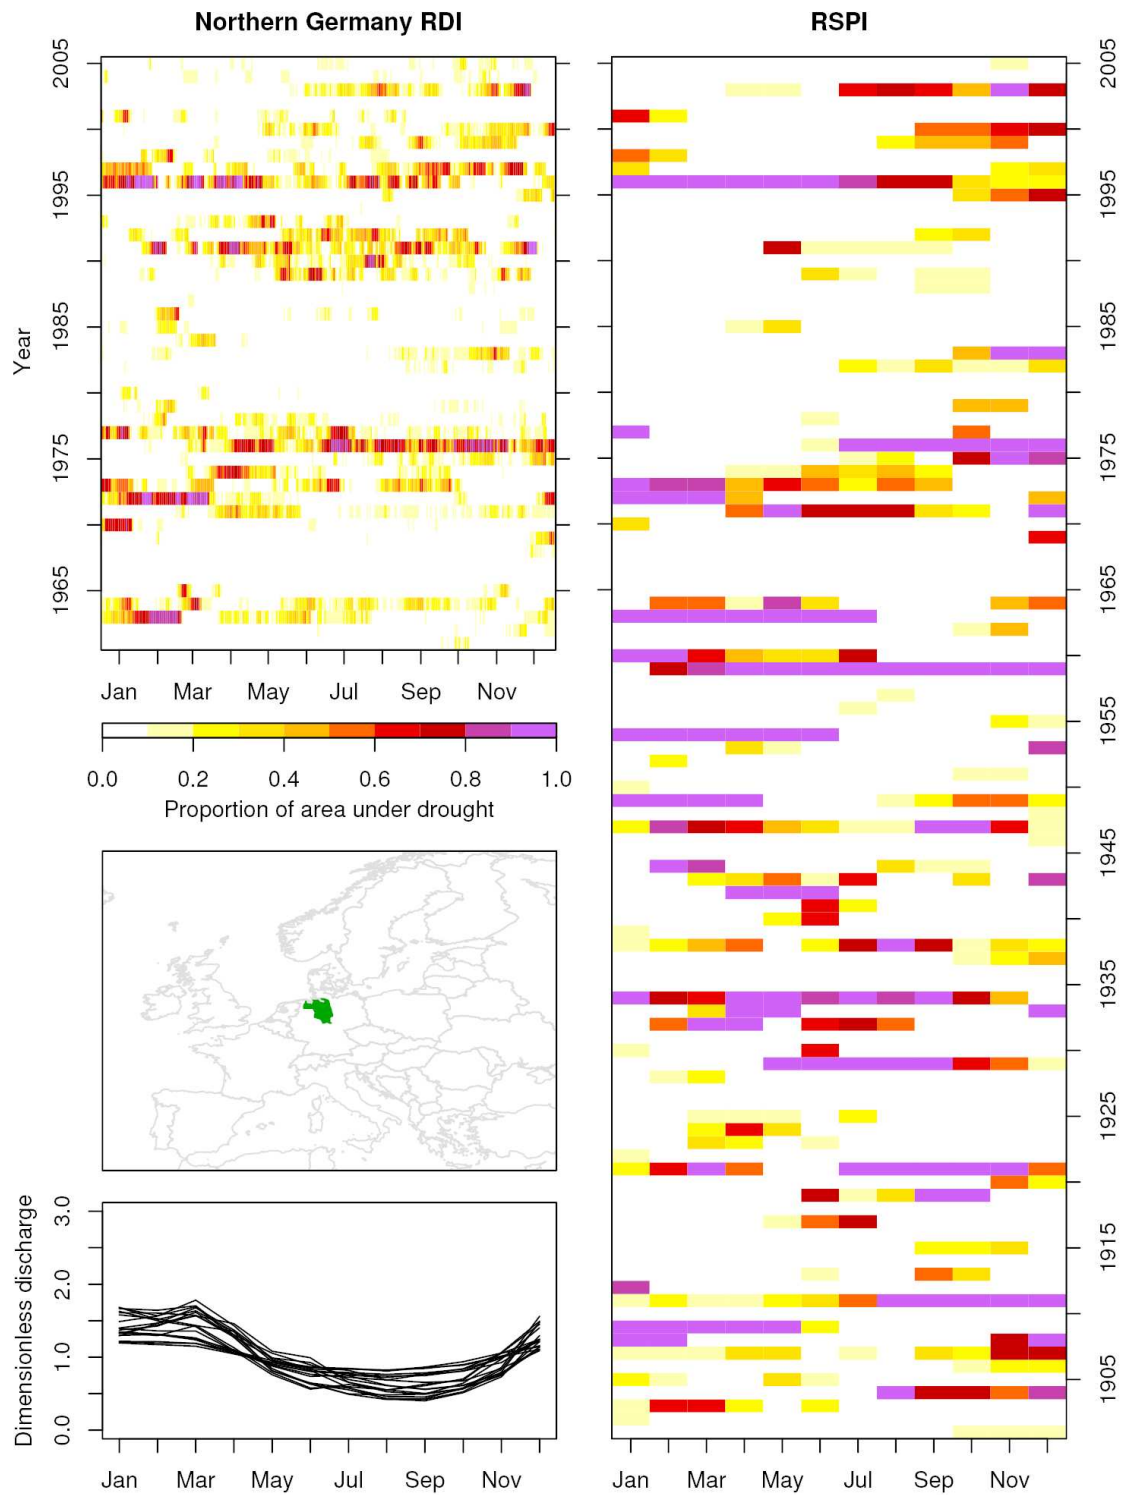 Northern Germany RDI
RSPI
Year
2005
1995
1985
1975
1965
Jan Mar May Jul Sep Nov
0.0 0.2 0.4 0.6 0.8 1.0
Proportion of area under drought
Dimensionless discharge
3.0
2.0
1.0
0.0
Jan Mar May Jul Sep Nov
2005
1995
1985
1975
1965
1955
1945
1935
1925
1915
1905
Jan Mar May Jul Sep Nov